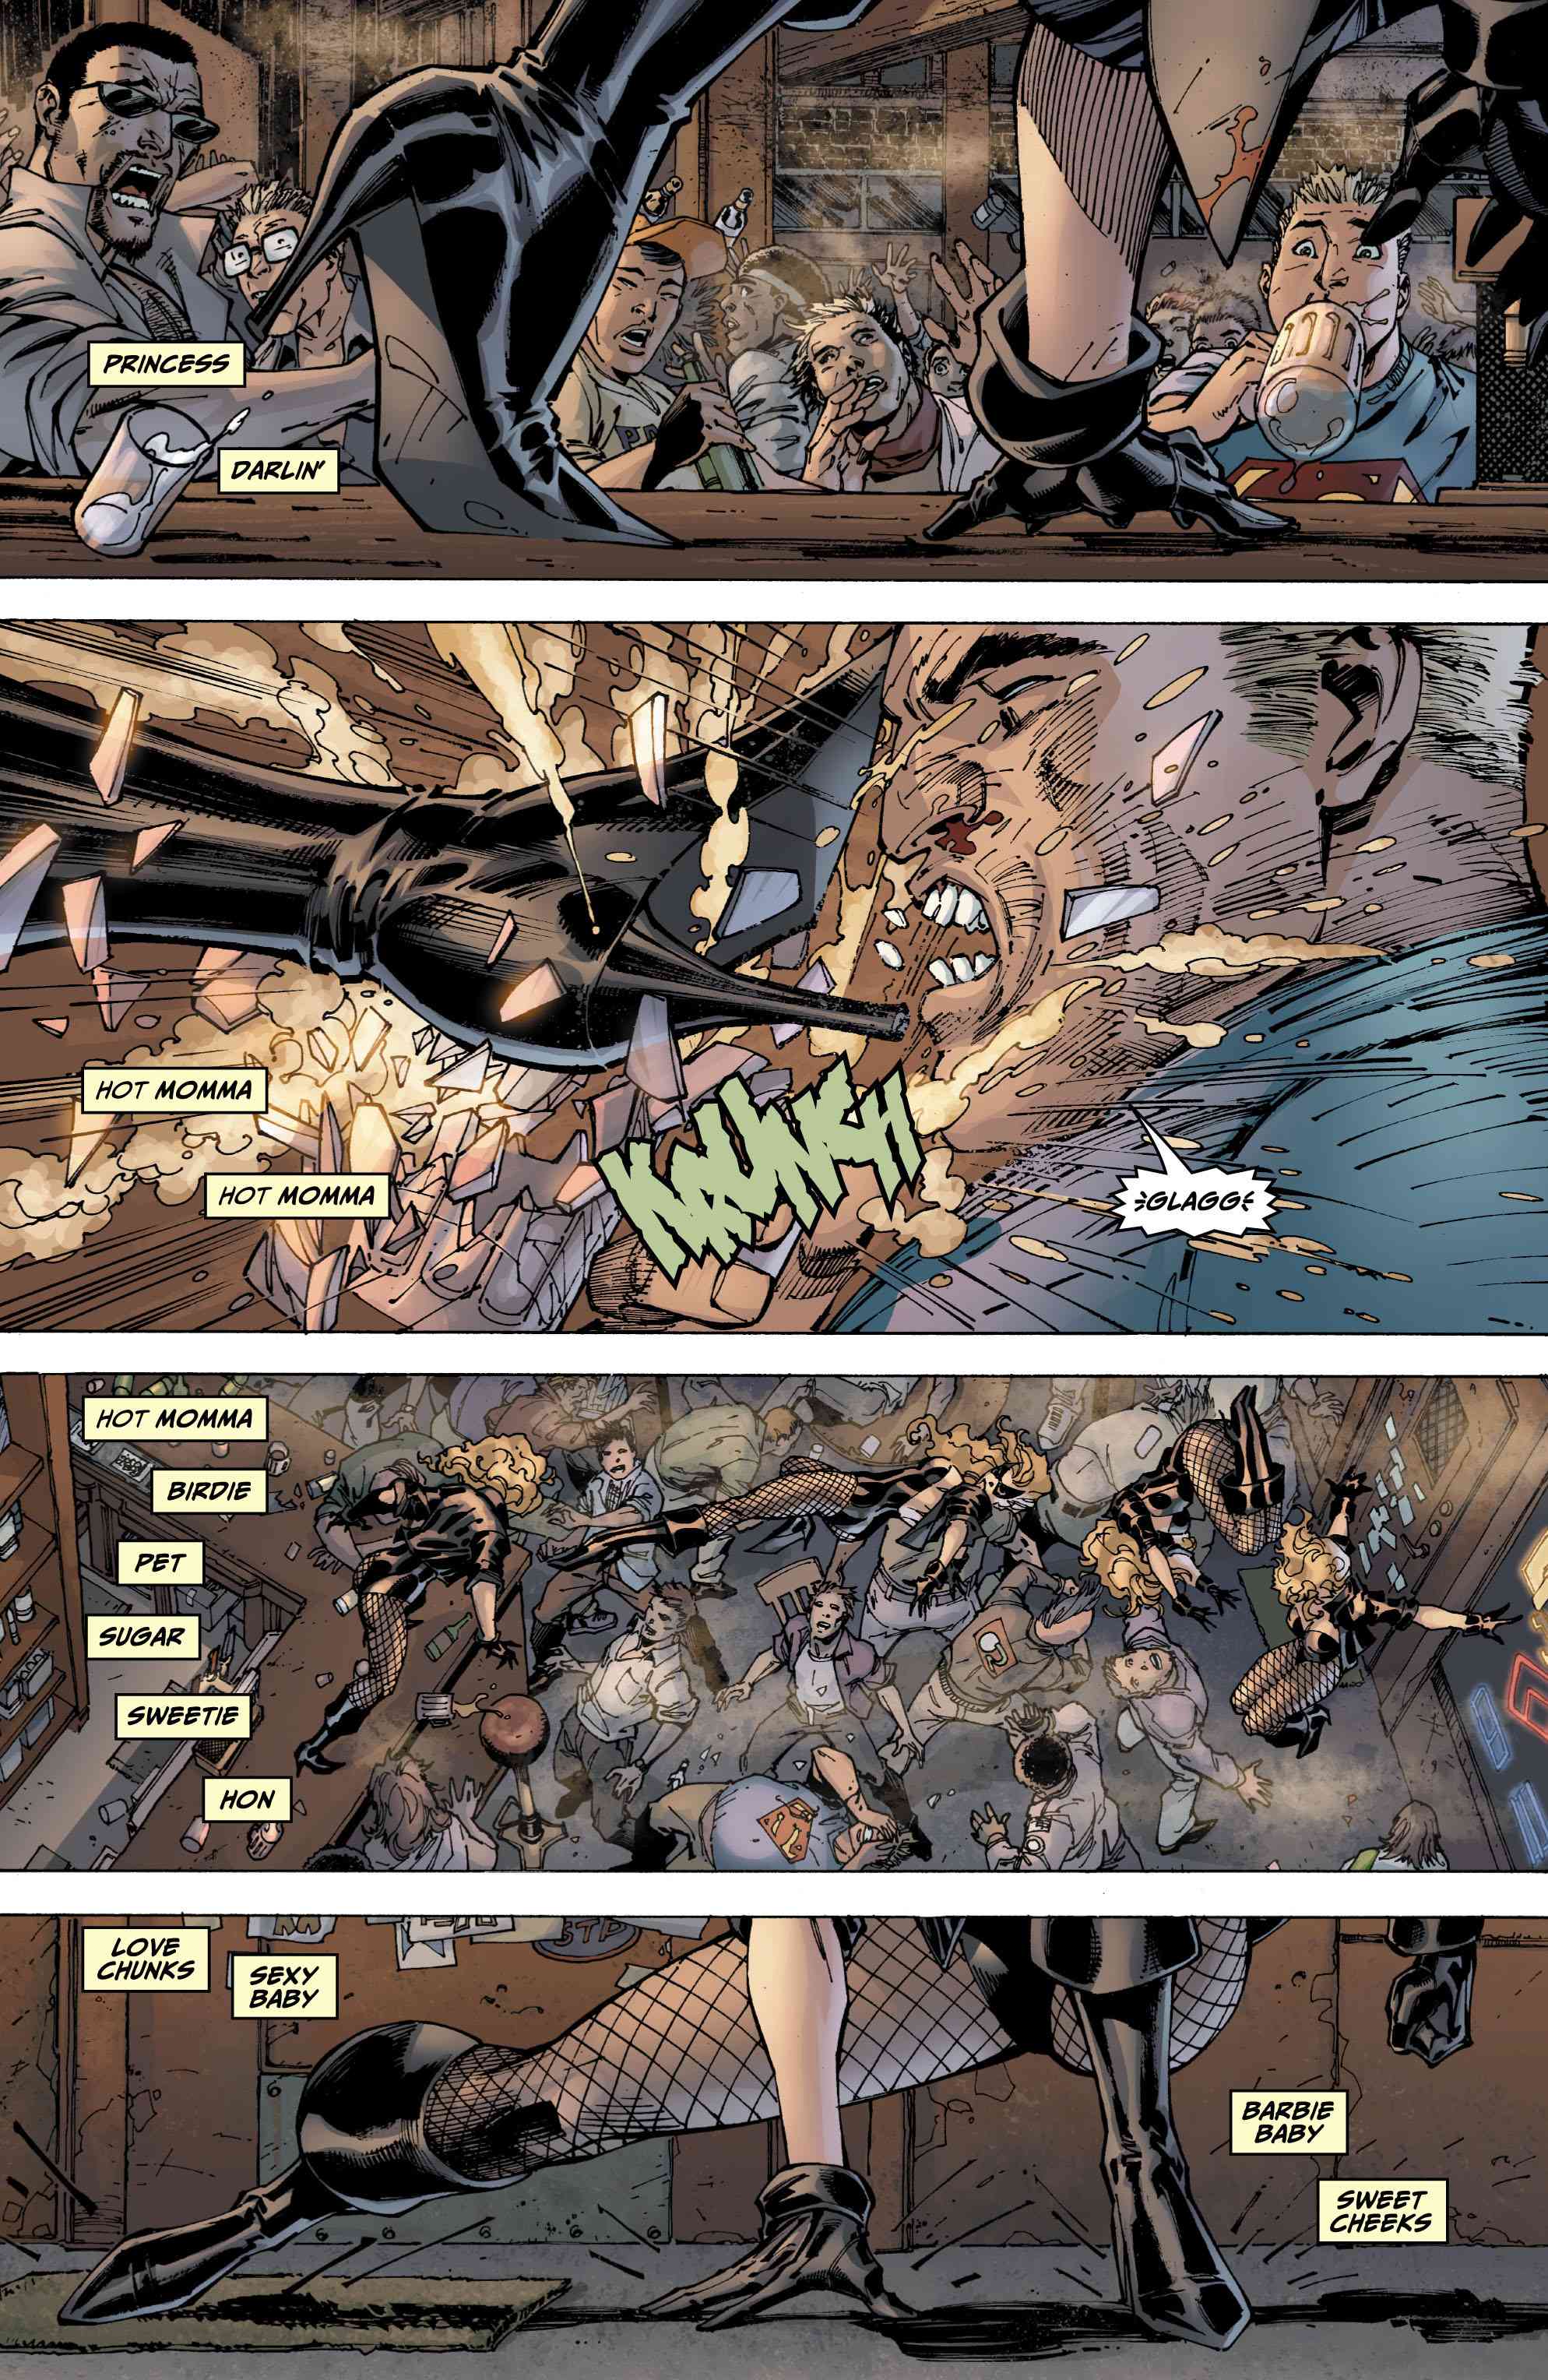 PRINCESS
DARLIN'
HOT MOMMA
HOT MOMMA
KRUNCH
GLAGG
HOT MOMMA
BIRDIE
PET
SUGAR
SWEETIE
HON
LOVE
CHUNKS
SEXY
BABY
STP
BARBIE
BABY
SWEET
CHEEKS